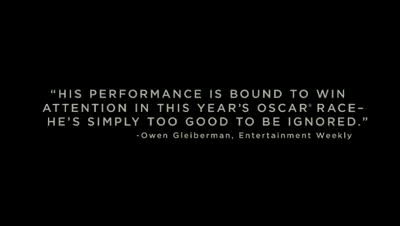 “HIS PERFORMANCE IS BOUND TO WIN
ATTENTION IN THIS YEAR’S OSCAR® RACE–
HE’S SIMPLY TOO GOOD TO BE IGNORED.”
-Owen Gleiberman, Entertainment Weekly